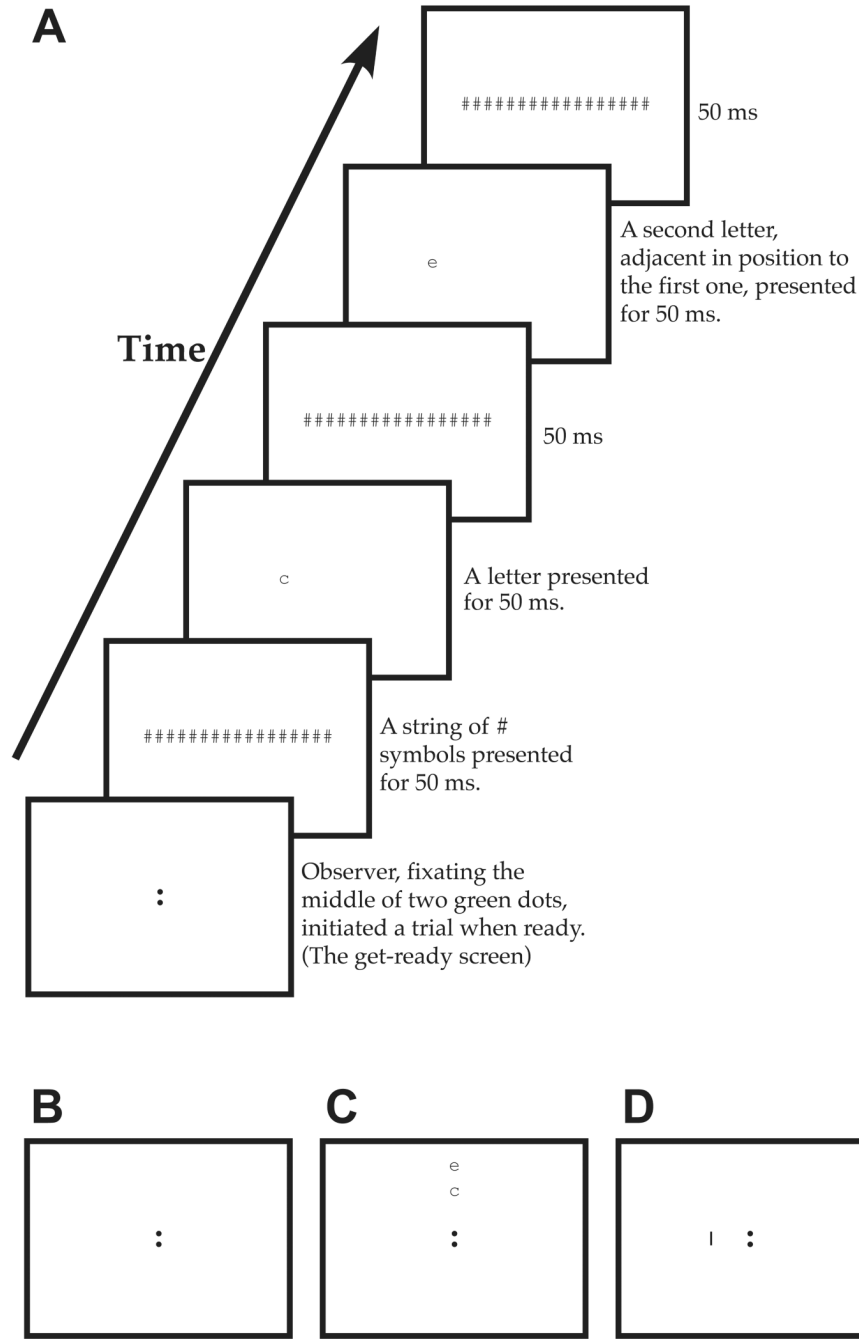 A
#################
50 ms
A second letter,
adjacent in position to
the first one, presented
for 50 ms.
e
Time
#################
50 ms
c
A letter presented
for 50 ms.
#################
A string of #
symbols presented
for 50 ms.
:
Observer, fixating the
middle of two green dots,
initiated a trial when ready.
(The get-ready screen)
B
C
D
:
e
c
:
| :